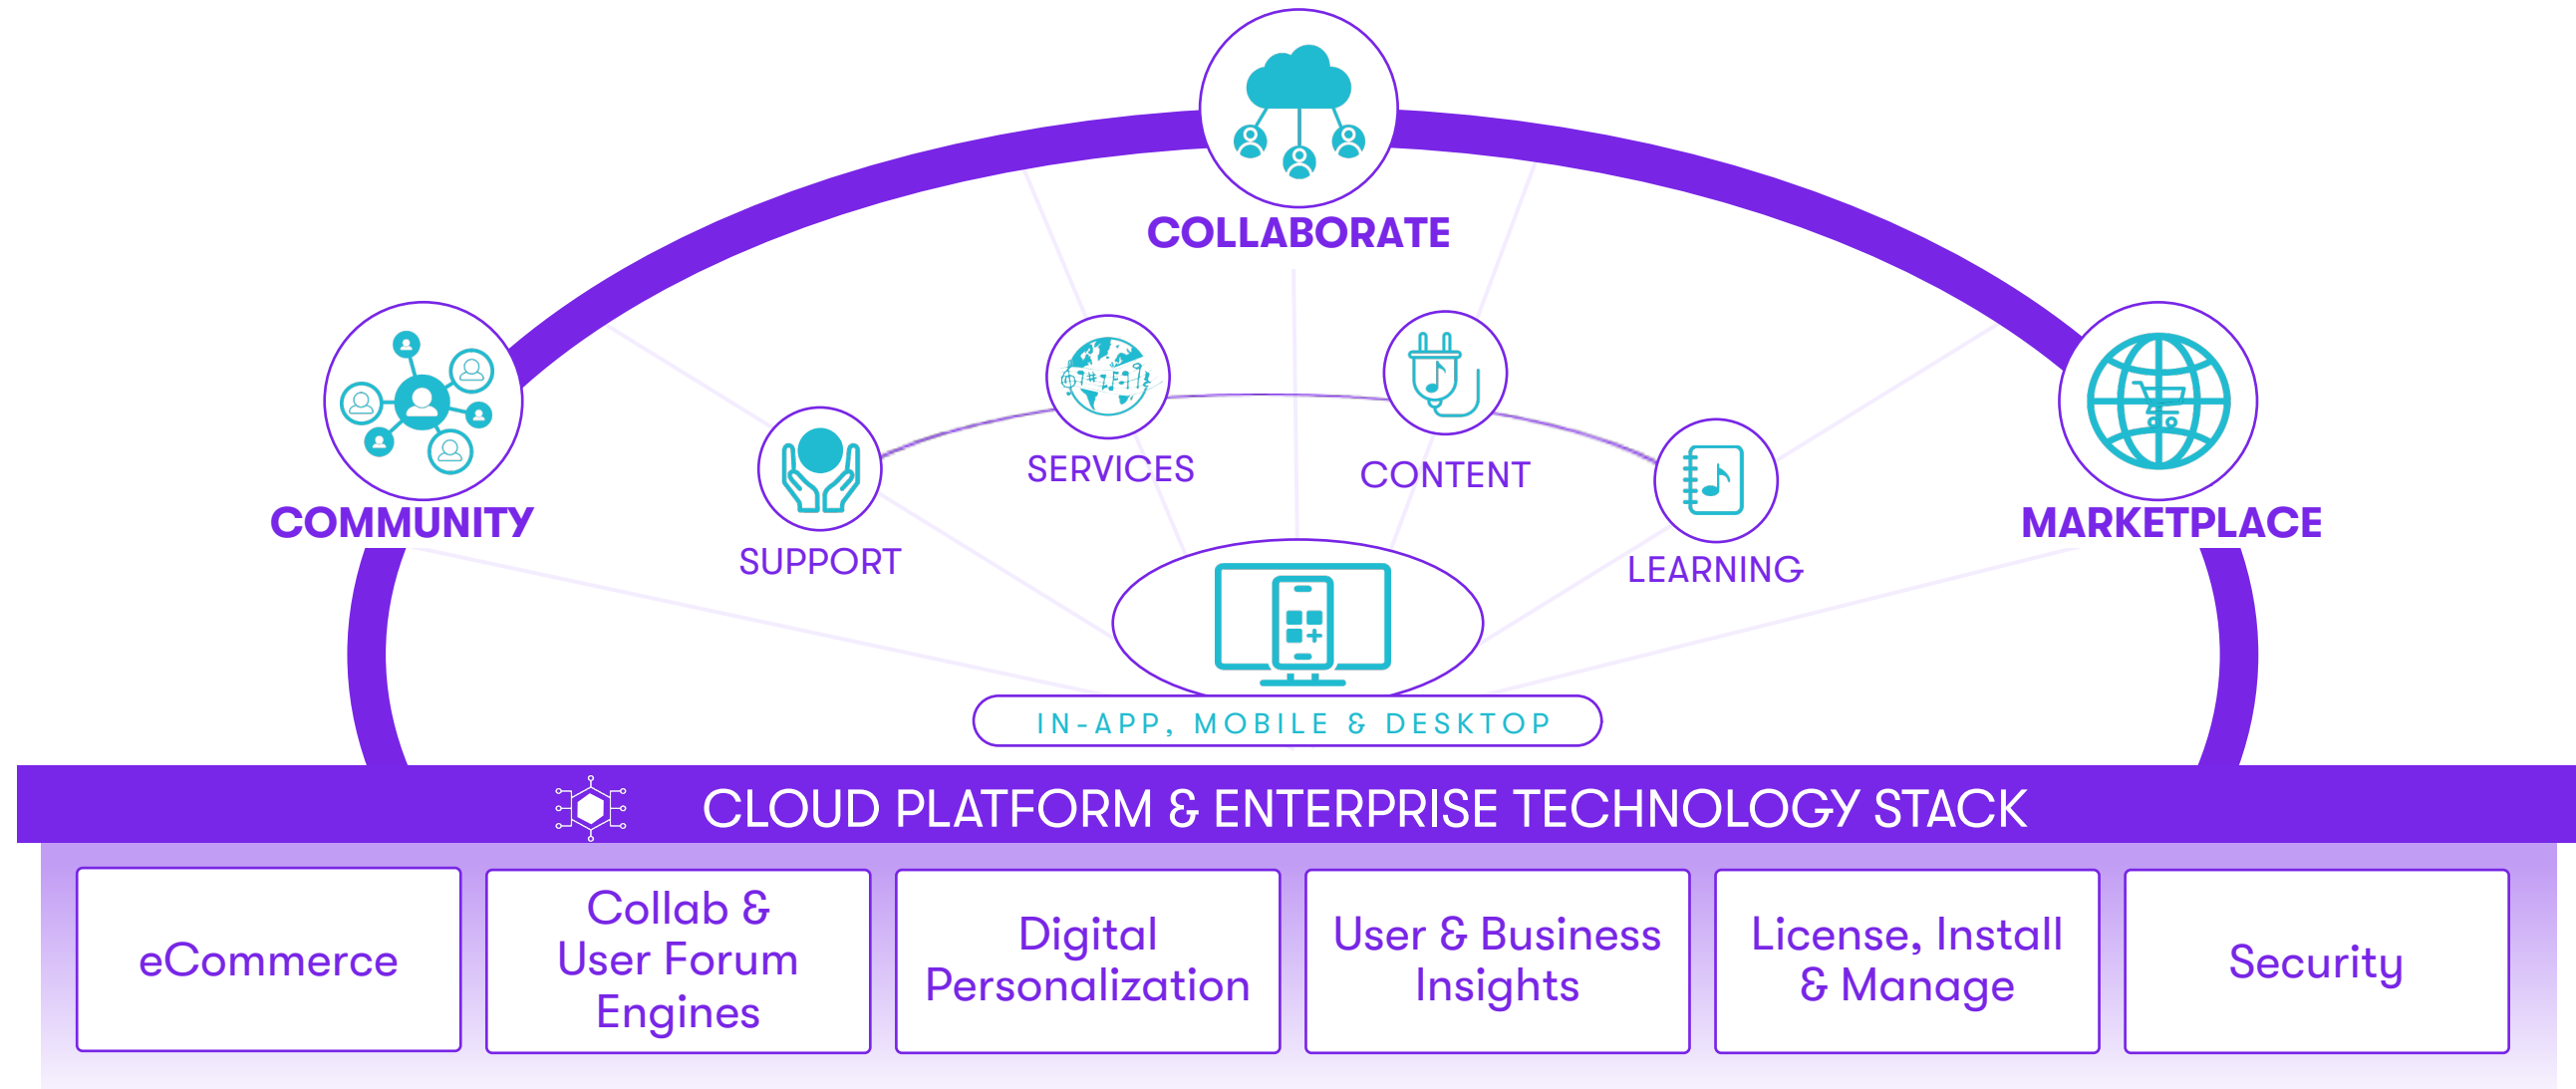 COLLABORATE
COMMUNITY
MARKETPLACE
SERVICES
CONTENT
SUPPORT
LEARNING
IN-APP, MOBILE & DESKTOP
CLOUD PLATFORM & ENTERPRISE TECHNOLOGY STACK
eCommerce
Collab &
User Forum
Engines
Digital
Personalization
User & Business
Insights
License, Install
& Manage
Security